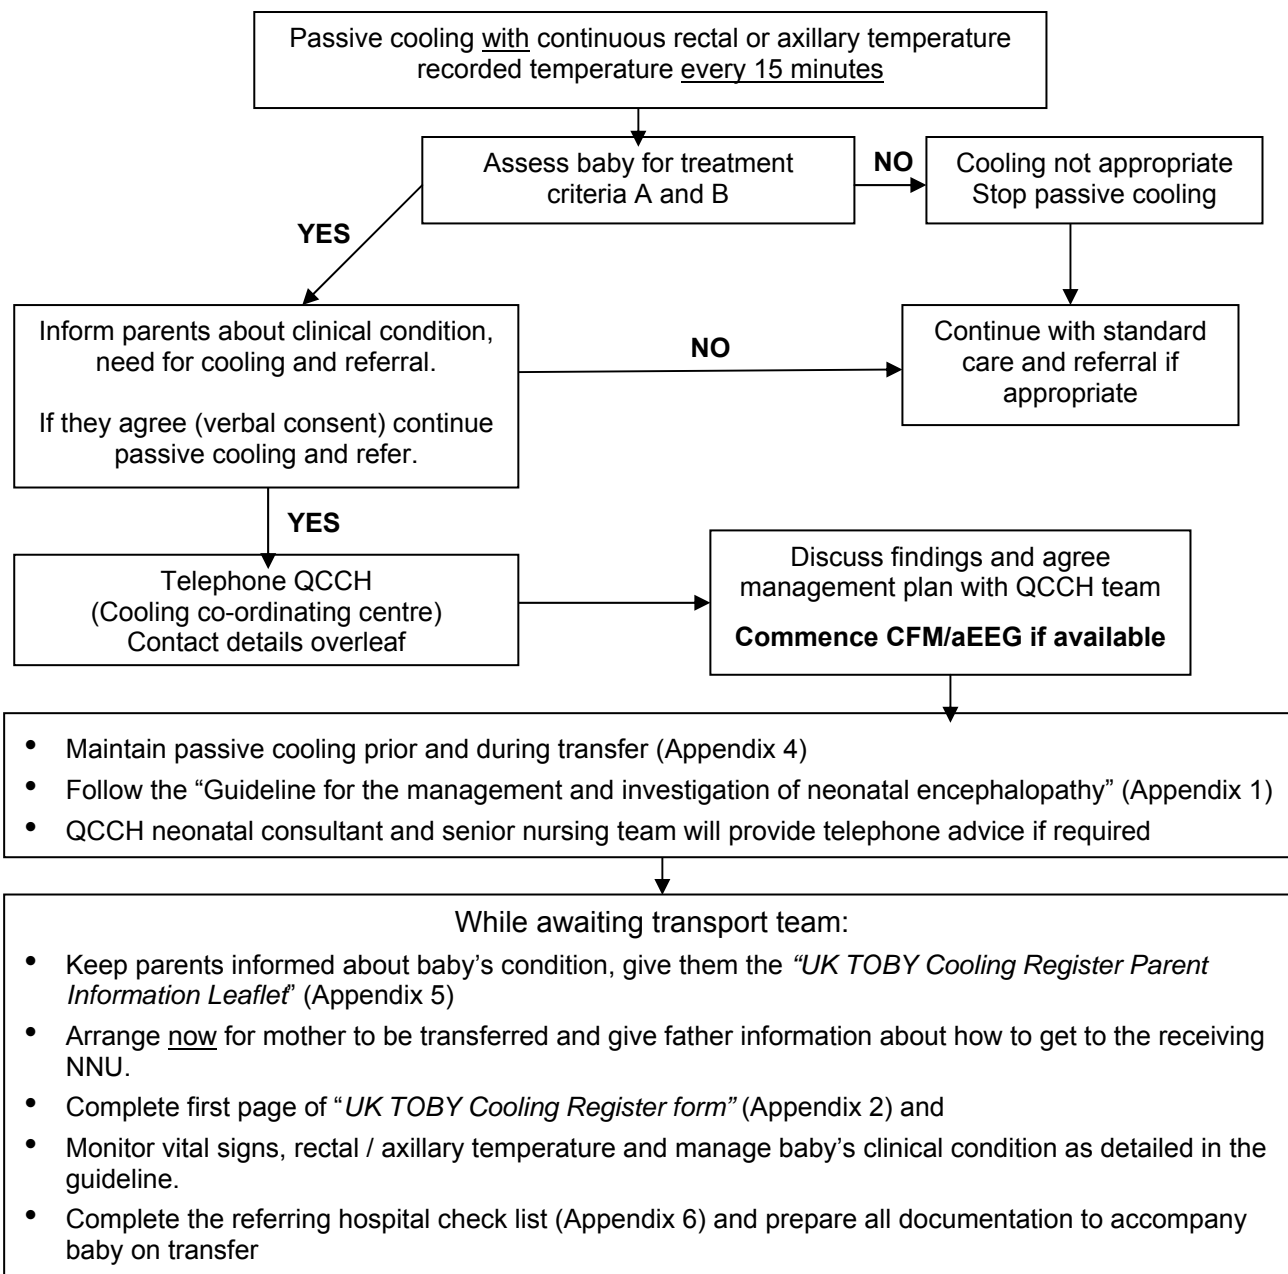 Passive cooling with continuous rectal or axillary temperature
recorded temperature every 15 minutes
Assess baby for treatment
criteria A and B
NO
Cooling not appropriate
Stop passive cooling
YES
Inform parents about clinical condition,
need for cooling and referral.
If they agree (verbal consent) continue
passive cooling and refer.
NO
Continue with standard
care and referral if
appropriate
YES
Telephone QCCH
(Cooling co-ordinating centre)
Contact details overleaf
Discuss findings and agree
management plan with QCCH team
Commence CFM/aEEG if available
• Maintain passive cooling prior and during transfer (Appendix 4)
• Follow the “Guideline for the management and investigation of neonatal encephalopathy” (Appendix 1)
• QCCH neonatal consultant and senior nursing team will provide telephone advice if required
While awaiting transport team:
• Keep parents informed about baby’s condition, give them the “UK TOBY Cooling Register Parent
Information Leaflet” (Appendix 5)
• Arrange now for mother to be transferred and give father information about how to get to the receiving
NNU.
• Complete first page of “UK TOBY Cooling Register form” (Appendix 2) and
• Monitor vital signs, rectal / axillary temperature and manage baby’s clinical condition as detailed in the
guideline.
• Complete the referring hospital check list (Appendix 6) and prepare all documentation to accompany
baby on transfer